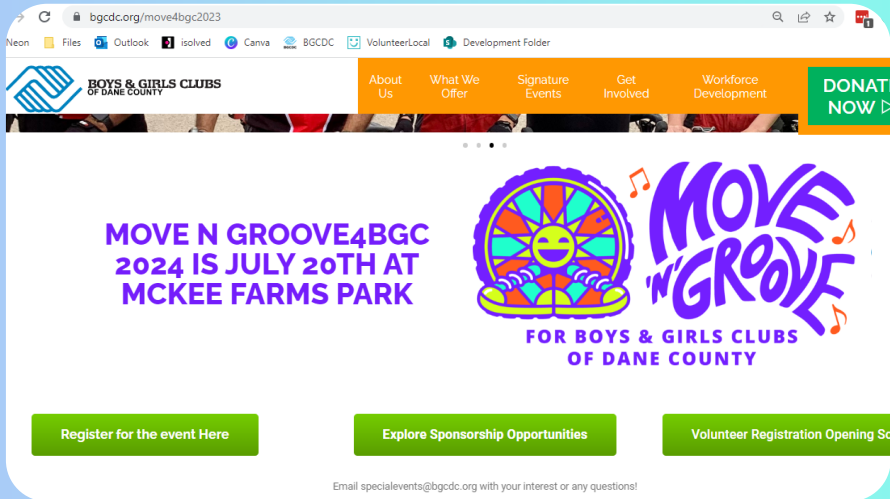 bgcdc.org/move4bgc2023
Neon Files Outlook isolved Canva BGCDC VolunteerLocal Development Folder
BOYS & GIRLS CLUBS
OF DANE COUNTY
About
Us
What We
Offer
Signature
Events
Get
Involved
Workforce
Development
DONATE
NOW
MOVE N GROOVE4BGC
2024 IS JULY 20TH AT
MCKEE FARMS PARK
MOVE
'N'
GROOVE
FOR BOYS & GIRLS CLUBS
OF DANE COUNTY
Register for the event Here
Explore Sponsorship Opportunities
Volunteer Registration Opening So
Email specialevents@bgcdc.org with your interest or any questions!